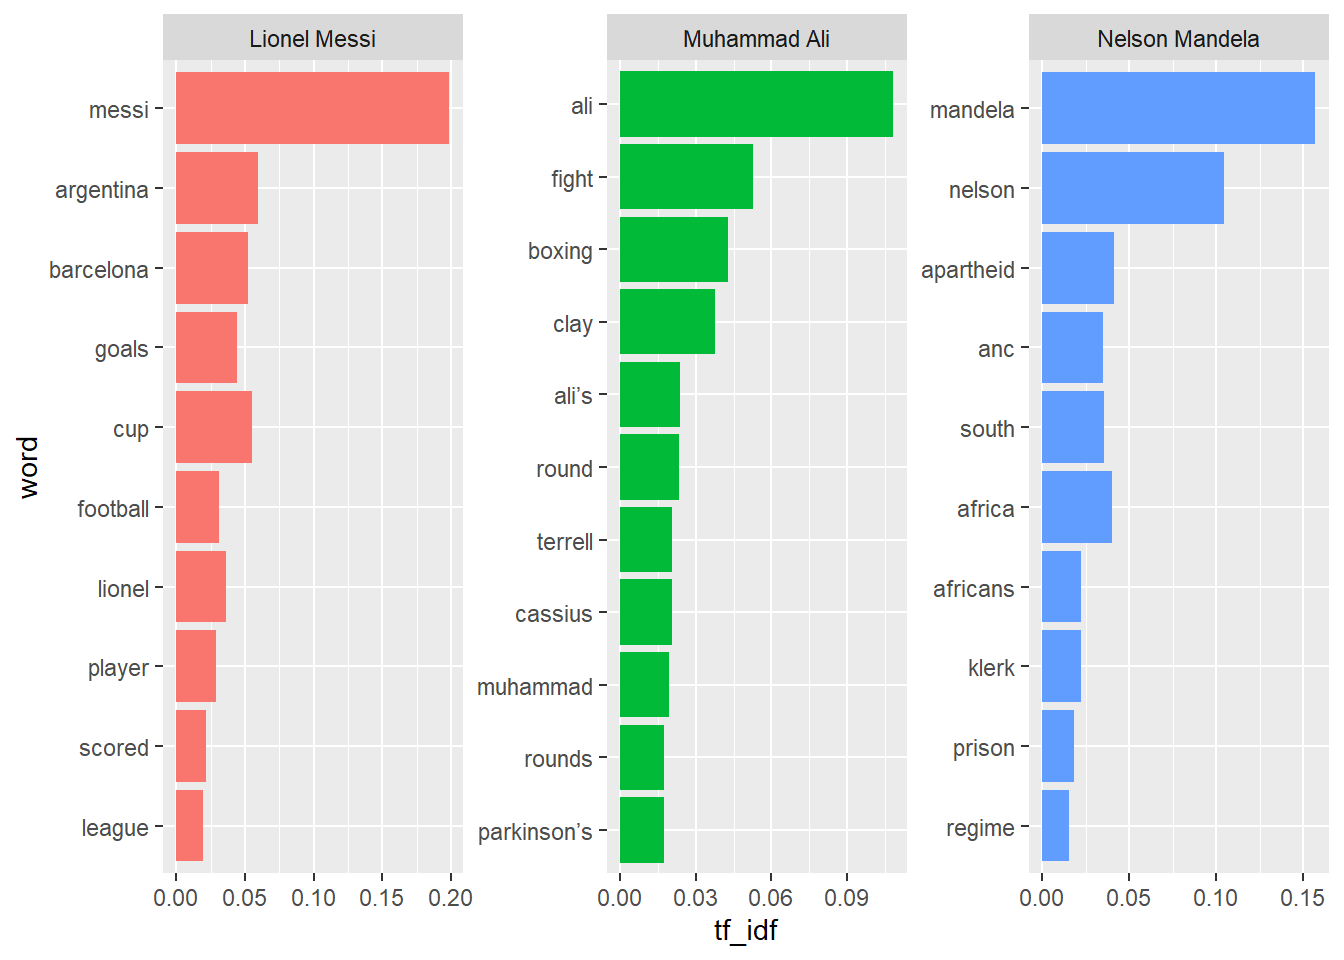 Lionel Messi
Muhammad Ali
Nelson Mandela
word
messi
argentina
barcelona
goals
cup
football
lionel
player
scored
league
0.00 0.05 0.10 0.15 0.20
ali
fight
boxing
clay
ali’s
round
terrell
cassius
muhammad
rounds
parkinson’s
0.00 0.03 0.06 0.09
mandela
nelson
apartheid
anc
south
africa
africans
klerk
prison
regime
0.00 0.05 0.10 0.15
tf_idf